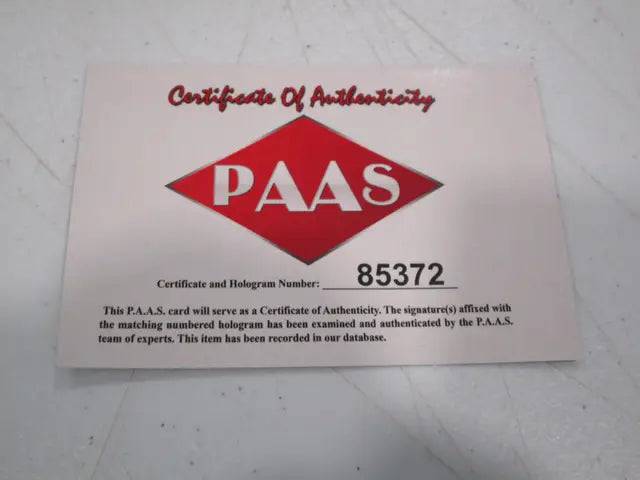 Certificate Of Authenticity
PAAS
Certificate and Hologram Number: 85372
This P.A.A.S. card will serve as a Certificate of Authenticity. The signature(s) affixed with
the matching numbered hologram has been examined and authenticated by the P.A.A.S.
team of experts. This item has been recorded in our database.